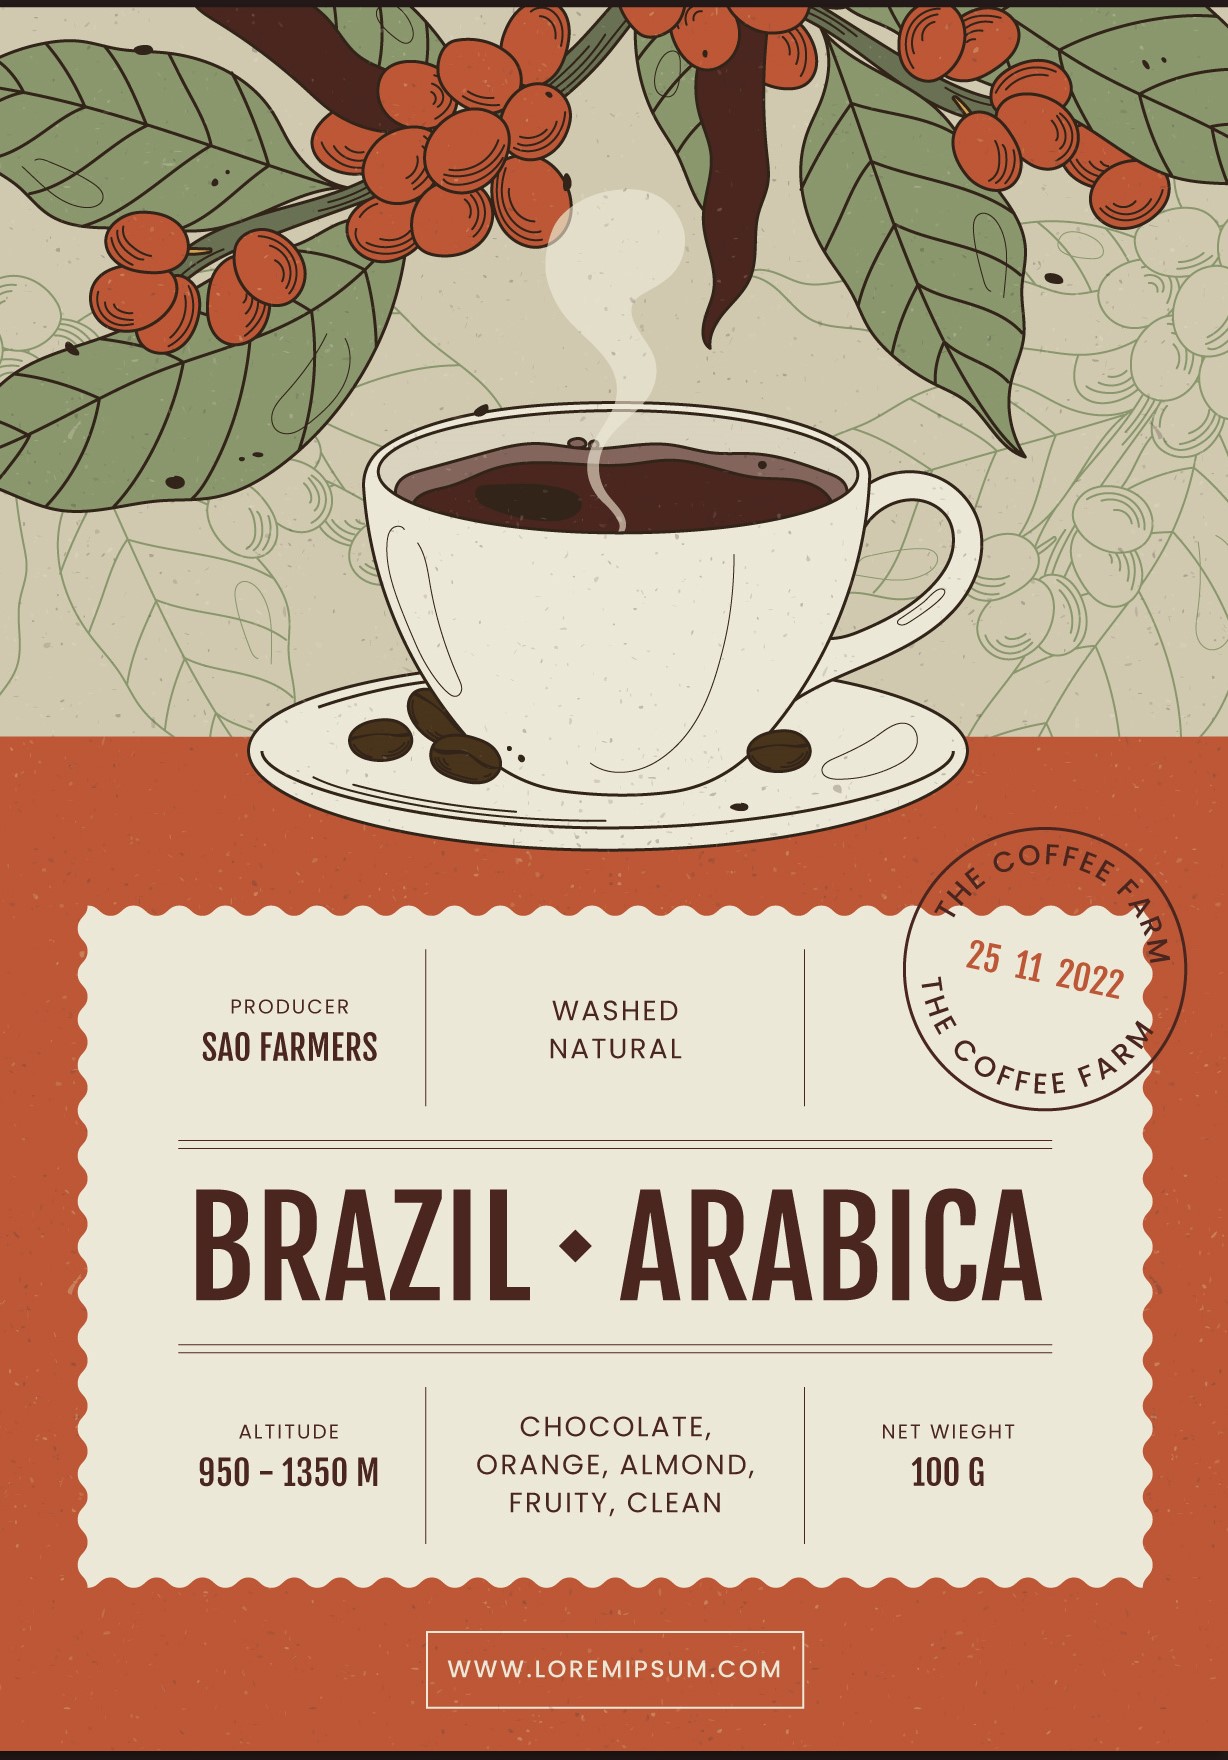 THE COFFEE FARM
25 11 2022
THE COFFEE FARM
PRODUCER
SAO FARMERS
WASHED
NATURAL
BRAZIL ◆ ARABICA
ALTITUDE
950 – 1350 M
CHOCOLATE,
ORANGE, ALMOND,
FRUITY, CLEAN
NET WIEGHT
100 G
WWW.LOREMIPSUM.COM